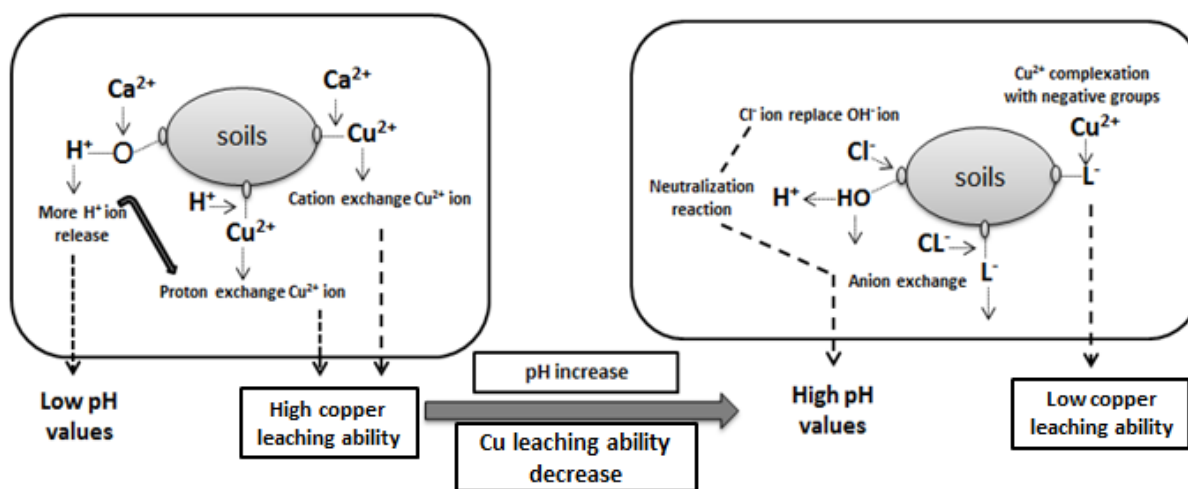 Ca²⁺
Ca²⁺
soils
H⁺
O
Cu²⁺
H⁺
Cu²⁺
Cation exchange Cu²⁺ ion
More H⁺ ion
release
Proton exchange Cu²⁺ ion
Low pH
values
High copper
leaching ability
pH increase
Cu leaching ability
decrease
Cu²⁺ complexation
with negative groups
Cl⁻ ion replace OH⁻ ion
Cu²⁺
Cl⁻
soils
L⁻
Neutralization
reaction
H⁺
HO
CL⁻
L⁻
Anion exchange
High pH
values
Low copper
leaching ability